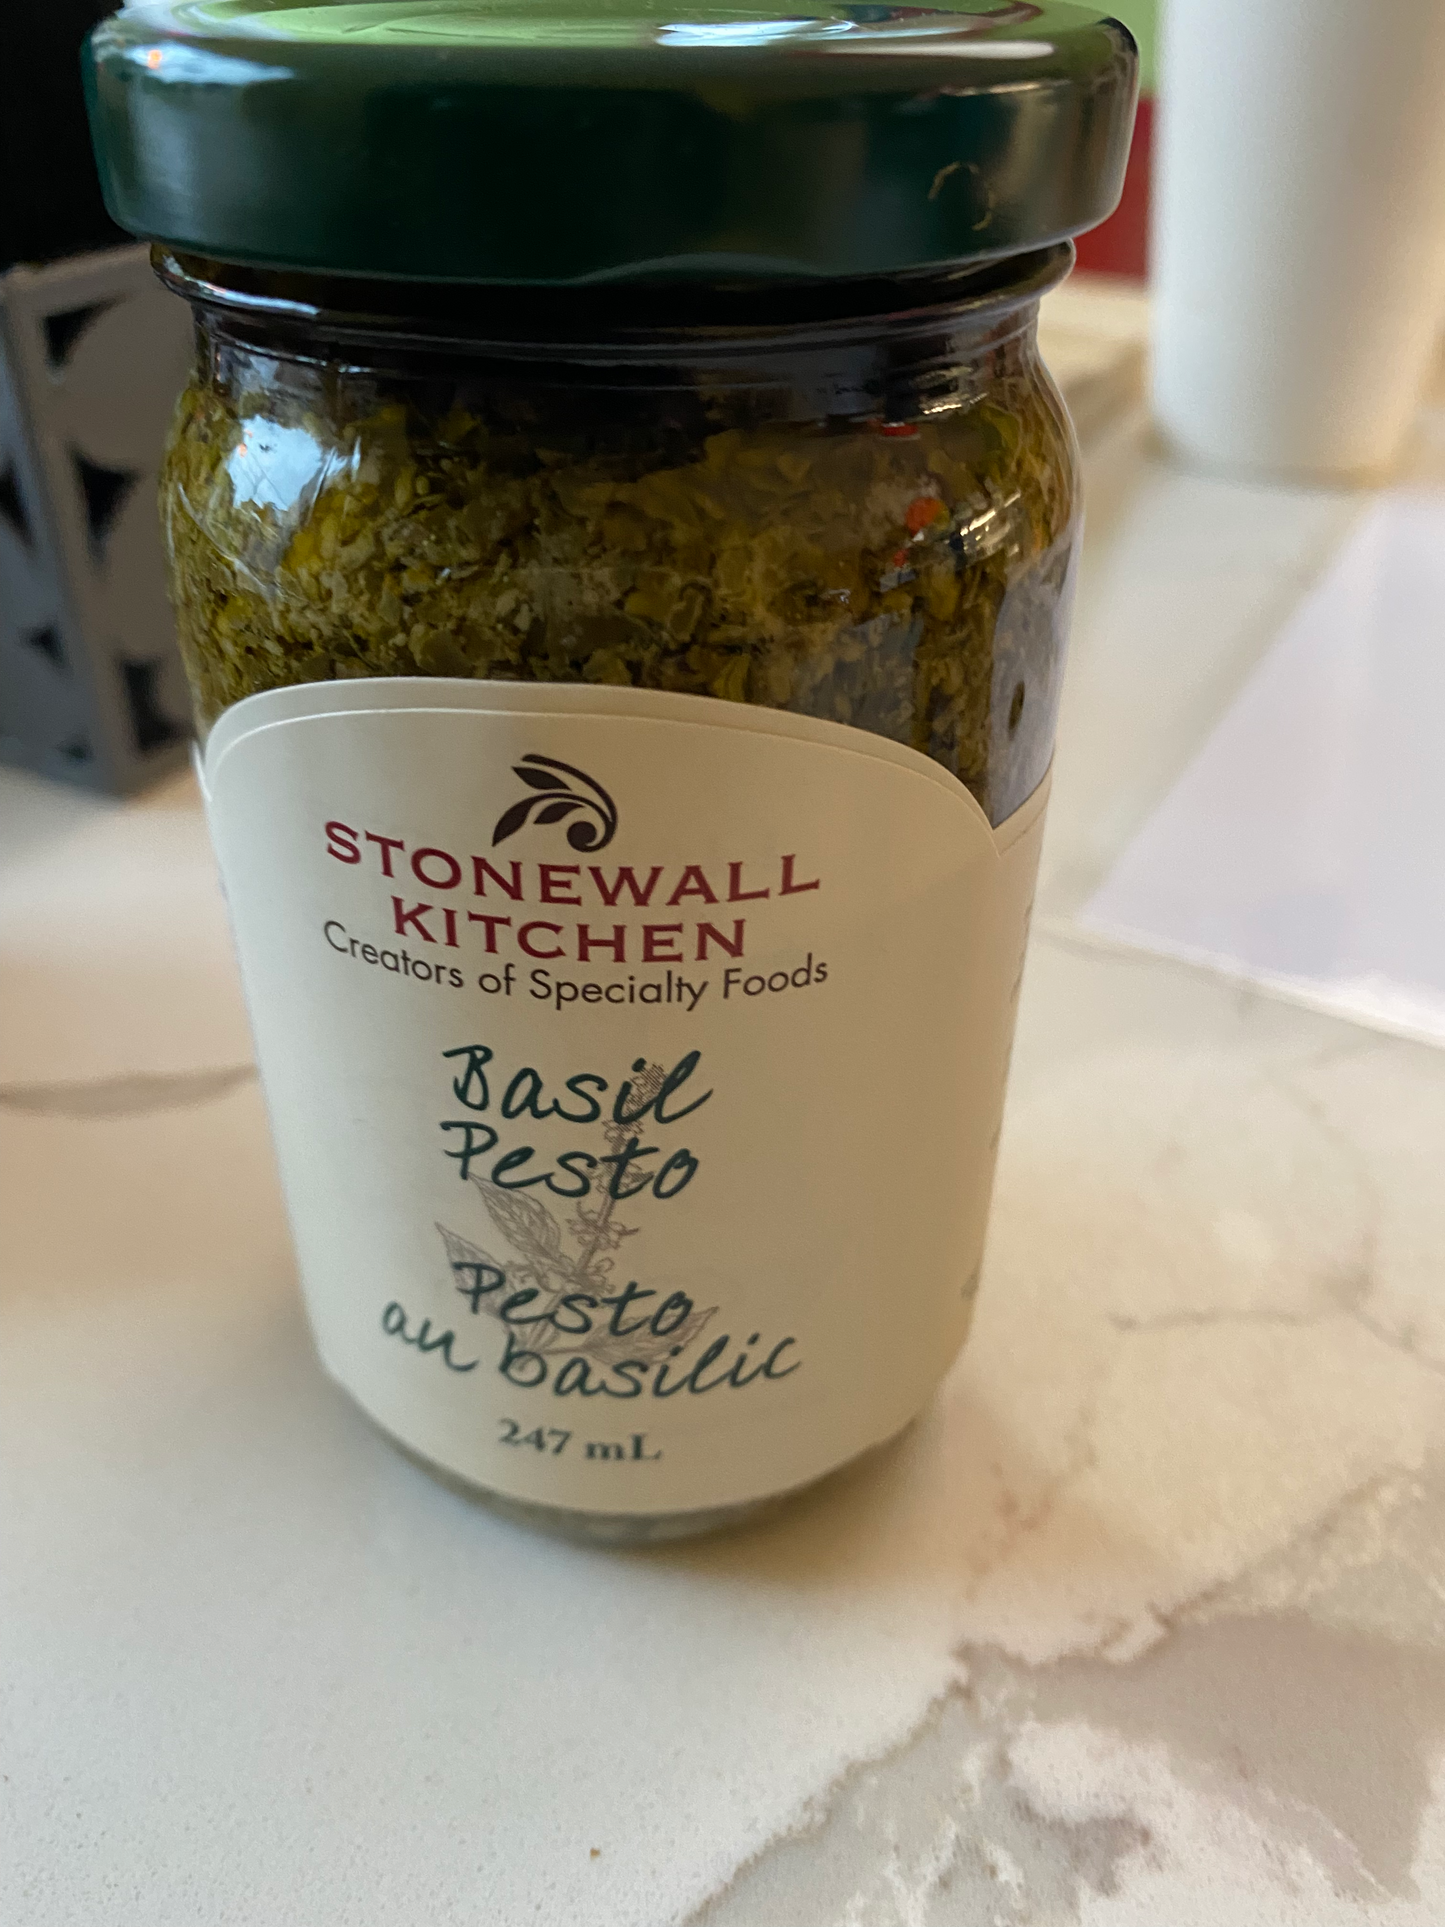 STONEWALL
KITCHEN
Creators of Specialty Foods
Basil
Pesto
Pesto
au basilic
247 mL